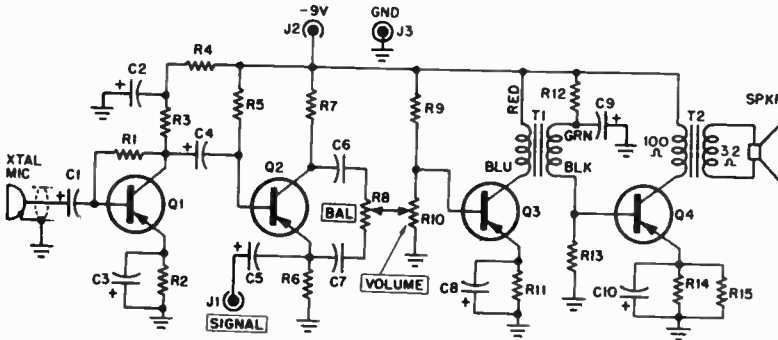 -9V
J2
GND
J3
R4
C2
R3
R5
R7
R9
RED
T1
R12
C9
T2
SPKR
R1
C4
C6
GRN
100 Ω
3.2 Ω
XTAL MIC
C1
Q1
Q2
R8
BAL
R10
BLU
BLK
Q3
Q4
C3
R2
C5
R6
C7
VOLUME
C8
R11
R13
C10
R14
R15
J1
SIGNAL